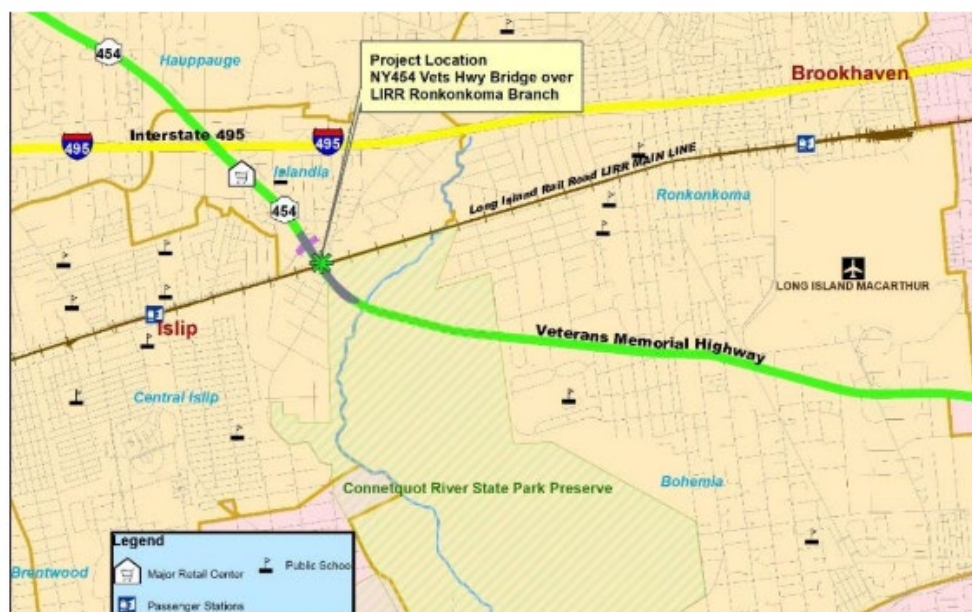 454
Hauppauge
Project Location
NY454 Vets Hwy Bridge over
LIRR Ronkonkoma Branch
Brookhaven
Interstate 495
495
495
Islandia
Long Island Rail Road LIRR MAIN LINE
Ronkonkoma
454
LONG ISLAND MACARTHUR
Islip
Veterans Memorial Highway
Central Islip
Connetquot River State Park Preserve
Bohemia
Legend
Major Retail Center
Public School
Brentwood
Passenger Stations